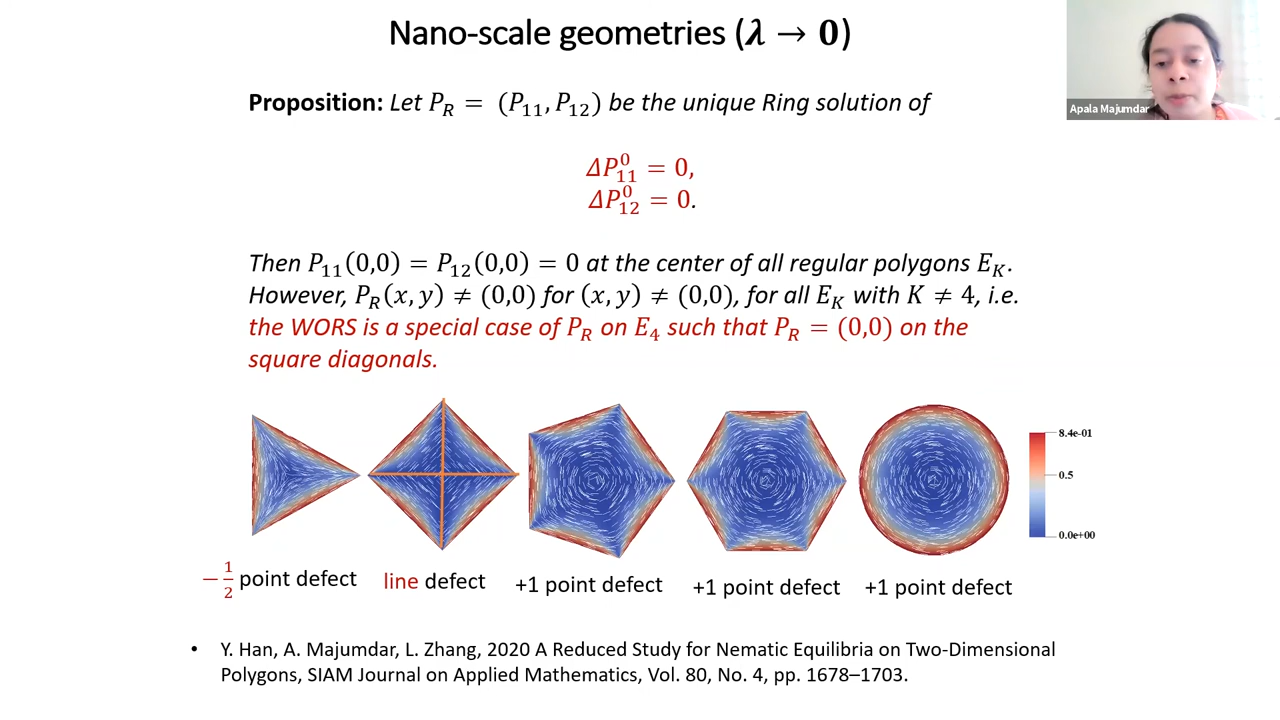 Nano-scale geometries (λ → 0)
Apala Majumdar
Proposition: Let P_R = (P_11, P_12) be the unique Ring solution of
ΔP^0_11 = 0,
ΔP^0_12 = 0.
Then P_11(0,0) = P_12(0,0) = 0 at the center of all regular polygons E_K.
However, P_R(x, y) ≠ (0,0) for (x, y) ≠ (0,0), for all E_K with K ≠ 4, i.e.
the WORS is a special case of P_R on E_4 such that P_R = (0,0) on the
square diagonals.
8.4e-01
0.5
0.0e+00
−1/2 point defect
line defect
+1 point defect
+1 point defect
+1 point defect
• Y. Han, A. Majumdar, L. Zhang, 2020 A Reduced Study for Nematic Equilibria on Two-Dimensional
Polygons, SIAM Journal on Applied Mathematics, Vol. 80, No. 4, pp. 1678–1703.